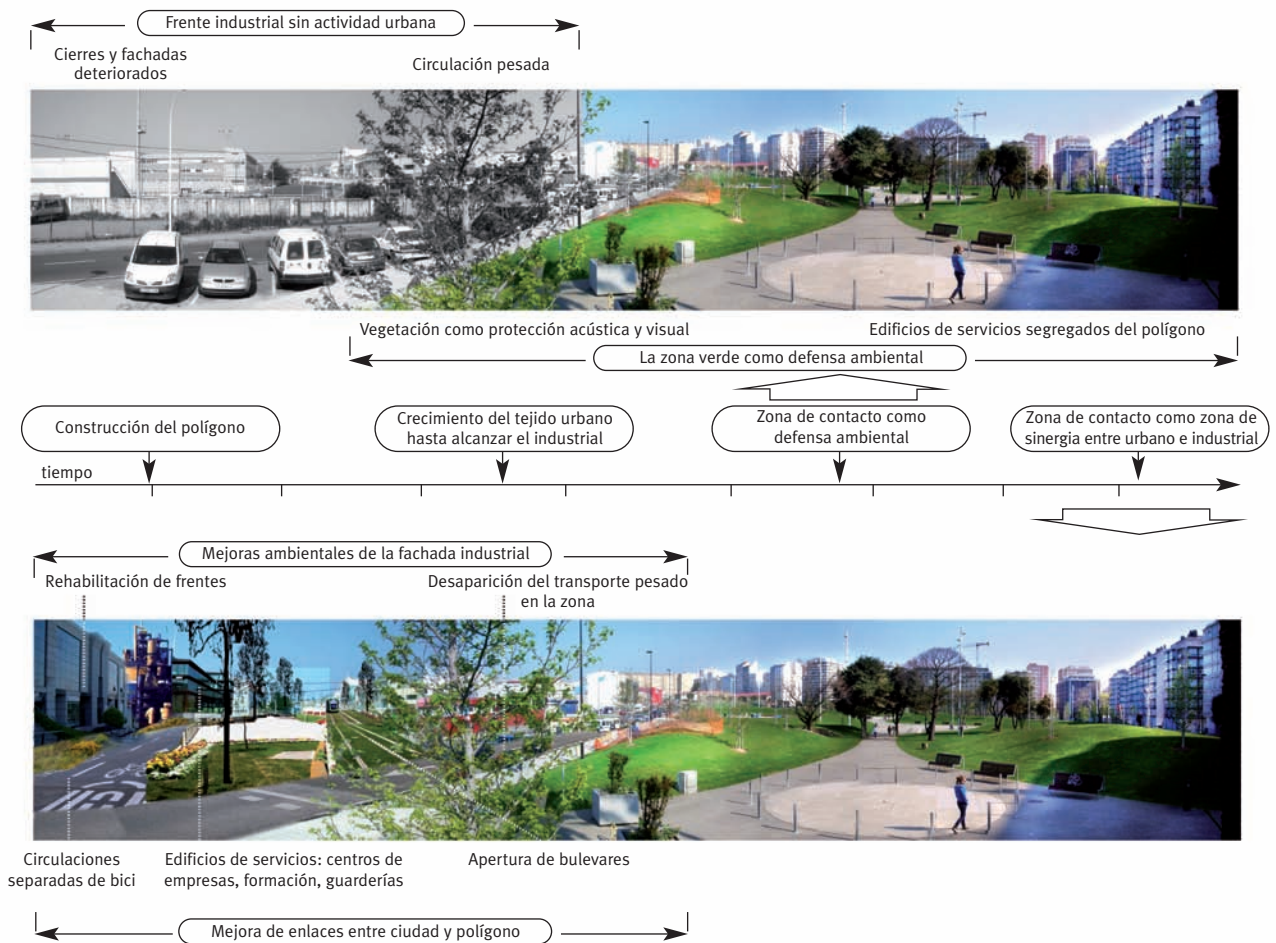 Frente industrial sin actividad urbana
Cierres y fachadas
deteriorados
Circulación pesada
Vegetación como protección acústica y visual
Edificios de servicios segregados del polígono
La zona verde como defensa ambiental
Construcción del polígono
Crecimiento del tejido urbano
hasta alcanzar el industrial
Zona de contacto como
defensa ambiental
Zona de contacto como zona de
sinergia entre urbano e industrial
tiempo
Mejoras ambientales de la fachada industrial
Rehabilitación de frentes
Desaparición del transporte pesado
en la zona
Circulaciones
separadas de bici
Edificios de servicios: centros de
empresas, formación, guarderías
Apertura de bulevares
Mejora de enlaces entre ciudad y polígono